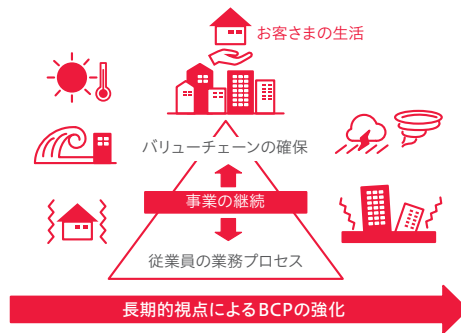 お客さまの生活
バリューチェーンの確保
事業の継続
従業員の業務プロセス
長期的視点によるBCPの強化